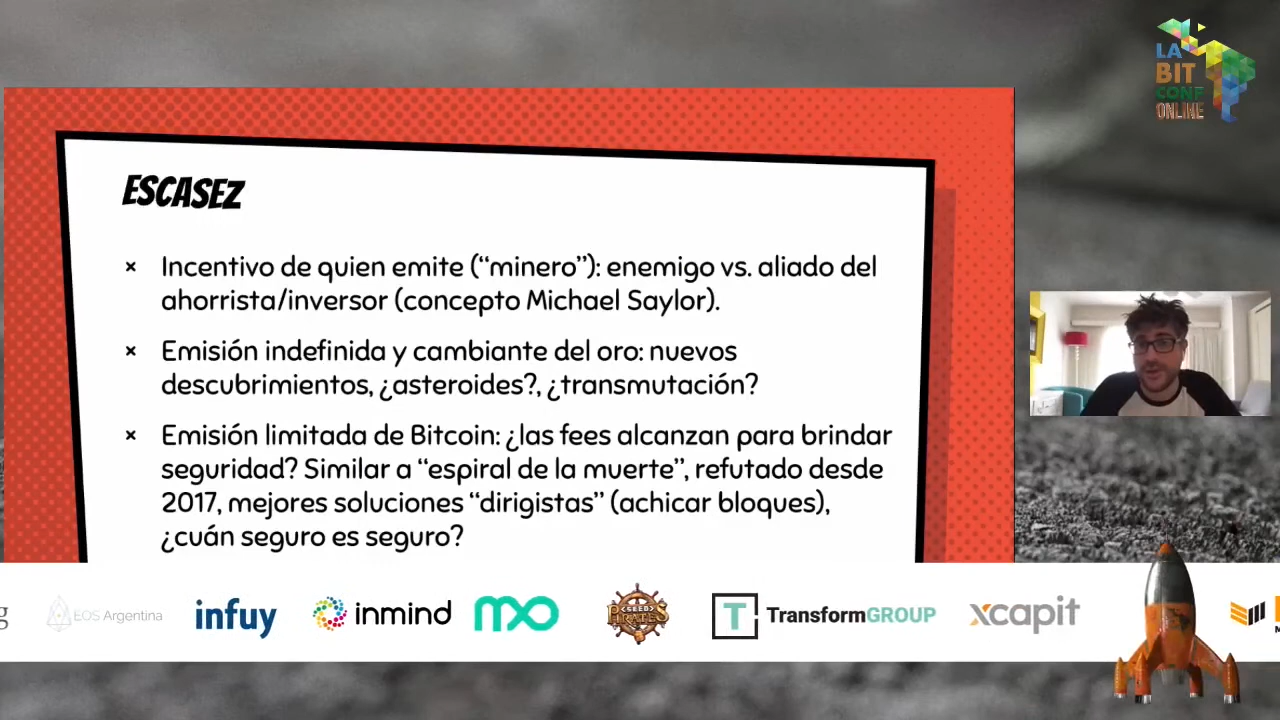 LA
BIT
CONF
ONLINE
ESCASEZ
× Incentivo de quien emite (“minero”): enemigo vs. aliado del
ahorrista/inversor (concepto Michael Saylor).
× Emisión indefinida y cambiante del oro: nuevos
descubrimientos, ¿asteroides?, ¿transmutación?
× Emisión limitada de Bitcoin: ¿las fees alcanzan para brindar
seguridad? Similar a “espiral de la muerte”, refutado desde
2017, mejores soluciones “dirigistas” (achicar bloques),
¿cuán seguro es seguro?
g EOS Argentina infuy inmind mxo <SEED> PIRATES T TransformGROUP xcapit